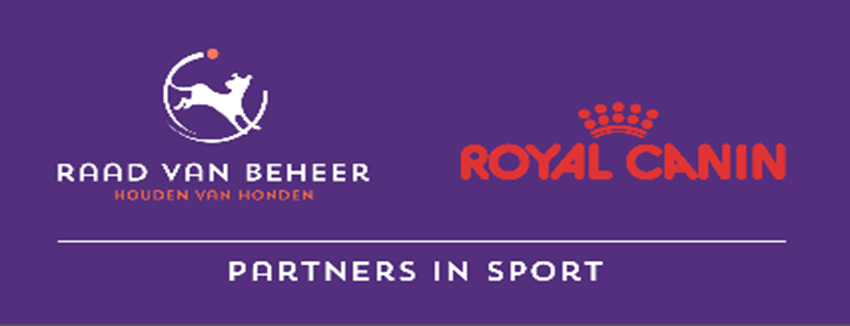 RAAD VAN BEHEER
HOUDEN VAN HONDEN
ROYAL CANIN
PARTNERS IN SPORT